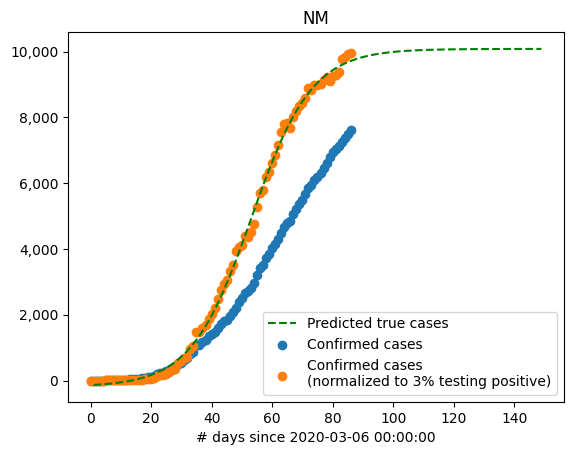 NM
10,000
8,000
6,000
4,000
2,000
0
Predicted true cases
Confirmed cases
Confirmed cases
(normalized to 3% testing positive)
0 20 40 60 80 100 120 140
# days since 2020-03-06 00:00:00